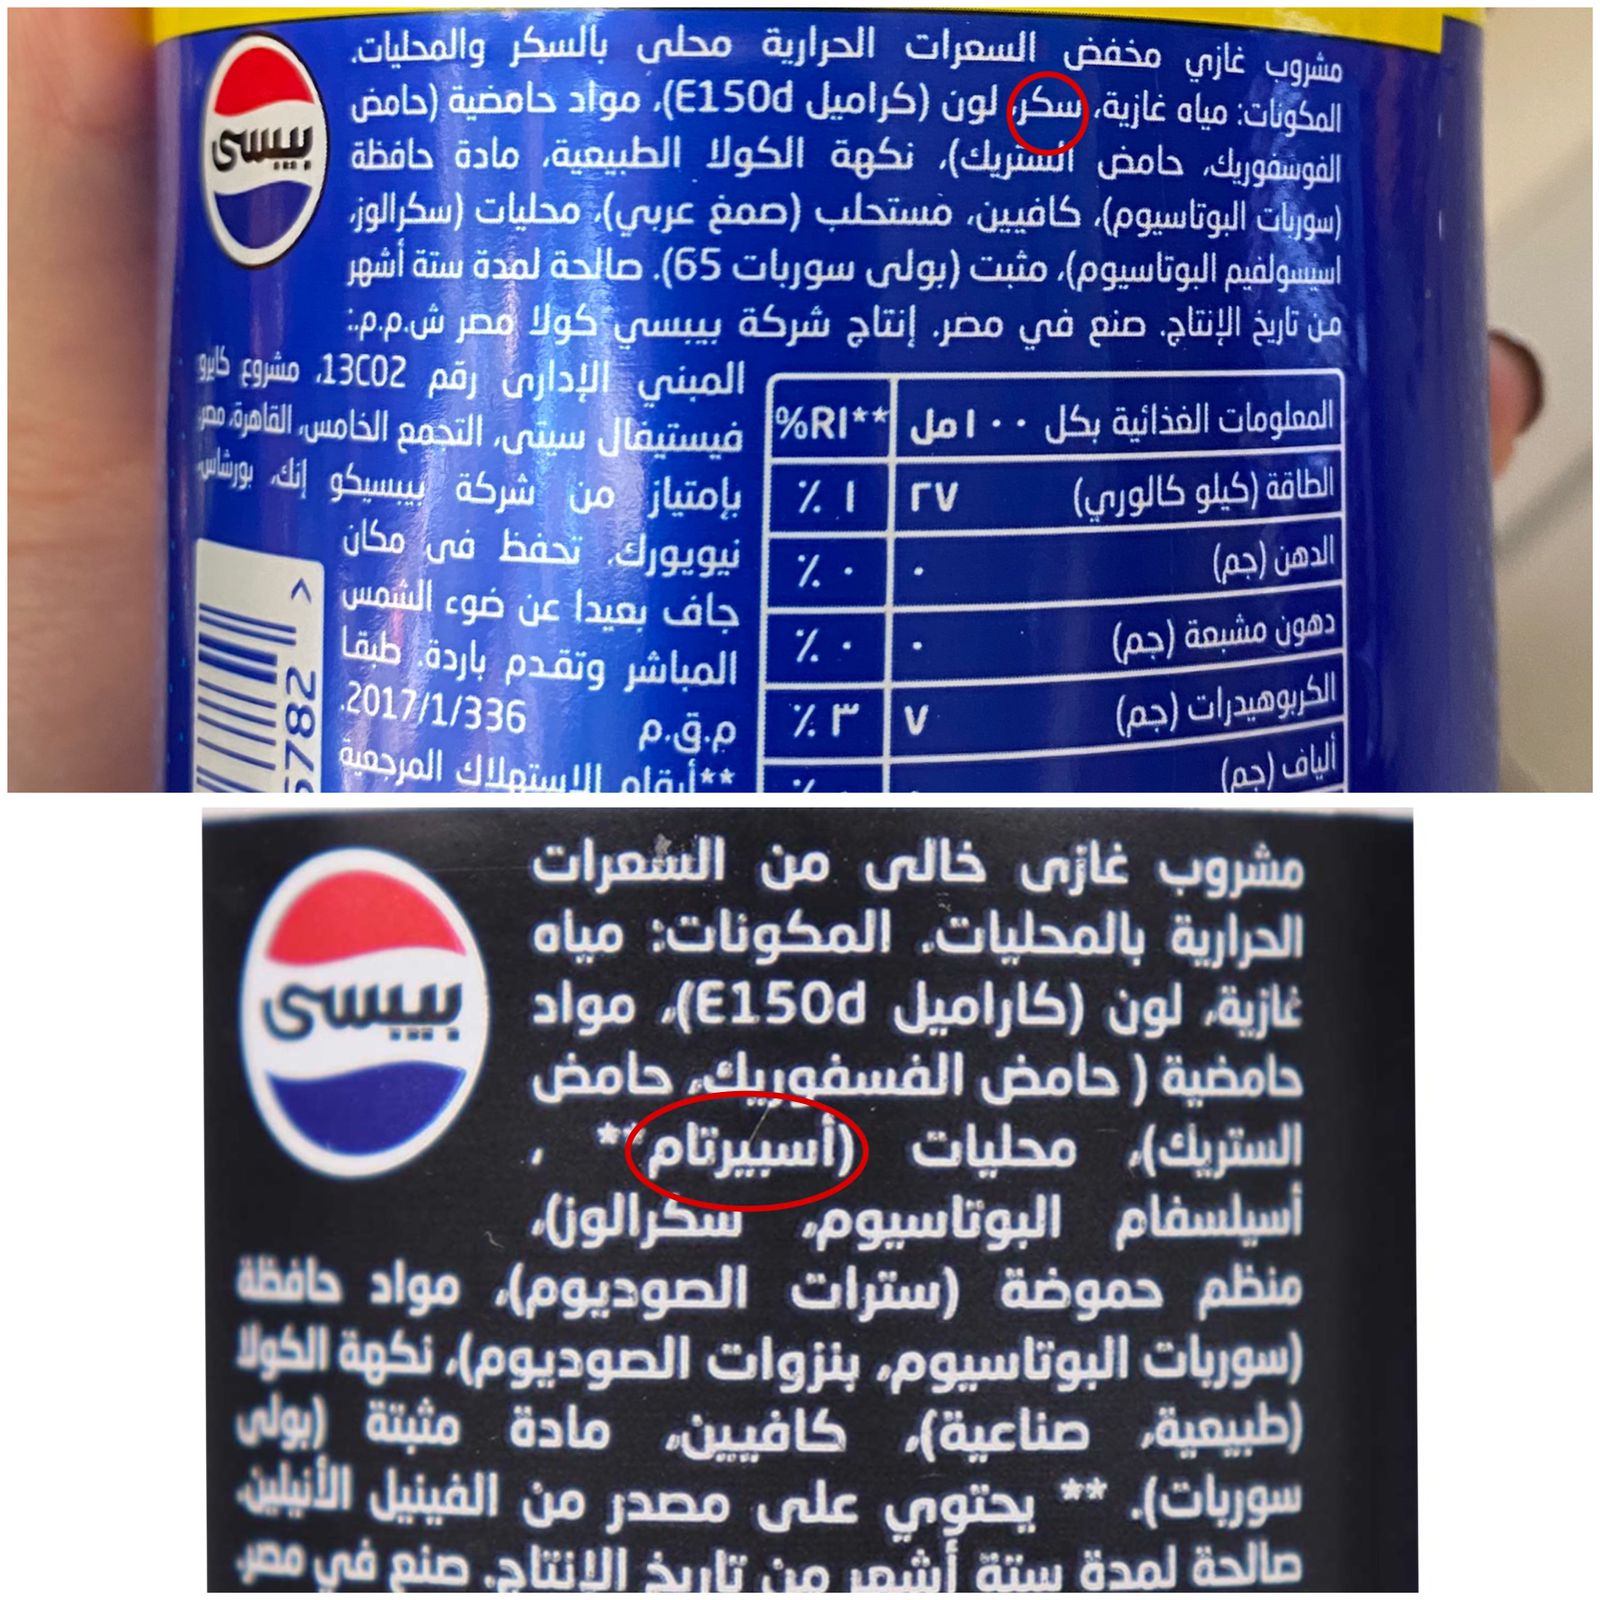 مشروب غازي مخفض السعرات الحرارية محلى بالسكر والمحليات.
المكونات: مياه غازية، سكر، لون (كراميل E150d)، مواد حامضية (حامض
الفوسفوريك، حامض الستريك)، نكهة الكولا الطبيعية، مادة حافظة
(سوربات البوتاسيوم)، كافيين، مستحلب (صمغ عربي)، محليات (سكرالوز،
اسيسولفيم البوتاسيوم)، مثبت (بولى سوربات 65). صالحة لمدة ستة أشهر
من تاريخ الإنتاج. صنع في مصر. إنتاج شركة بيبسي كولا مصر ش.م.م.:
المبني الإدارى رقم 13C02، مشروع كايرو
فيستيفال سيتى، التجمع الخامس، القاهرة، مصر
بإمتياز من شركة بيبسيكو إنك، بورشاس،
نيويورك. تحفظ فى مكان
جاف بعيدا عن ضوء الشمس
المباشر وتقدم باردة. طبقا
م.ق.م 2017/1/336.
**أرقام الاستهلاك المرجعية
المعلومات الغذائية بكل ١٠٠مل %RI**
الطاقة (كيلو كالوري) ٢٧ ١ ٪
الدهن (جم) ٠ ٠ ٪
دهون مشبعة (جم) ٠ ٠ ٪
الكربوهيدرات (جم) ٧ ٣ ٪
ألياف (جم)
بيبسى
5782 >
مشروب غازى خالى من السعرات
الحرارية بالمحليات. المكونات: مياه
غازية، لون (كاراميل E150d)، مواد
حامضية ( حامض الفسفوريك، حامض
الستريك)، محليات (أسبيرتام** ،
أسيلسفام البوتاسيوم، سكرالوز)،
منظم حموضة (سترات الصوديوم)، مواد حافظة
(سوربات البوتاسيوم، بنزوات الصوديوم)، نكهة الكولا
(طبيعية، صناعية)، كافيين، مادة مثبتة (بولى
سوربات). ** يحتوي على مصدر من الفينيل الأنيلين.
صالحة لمدة ستة أشهر من تاريخ الإنتاج. صنع في مصر.
بيبسى